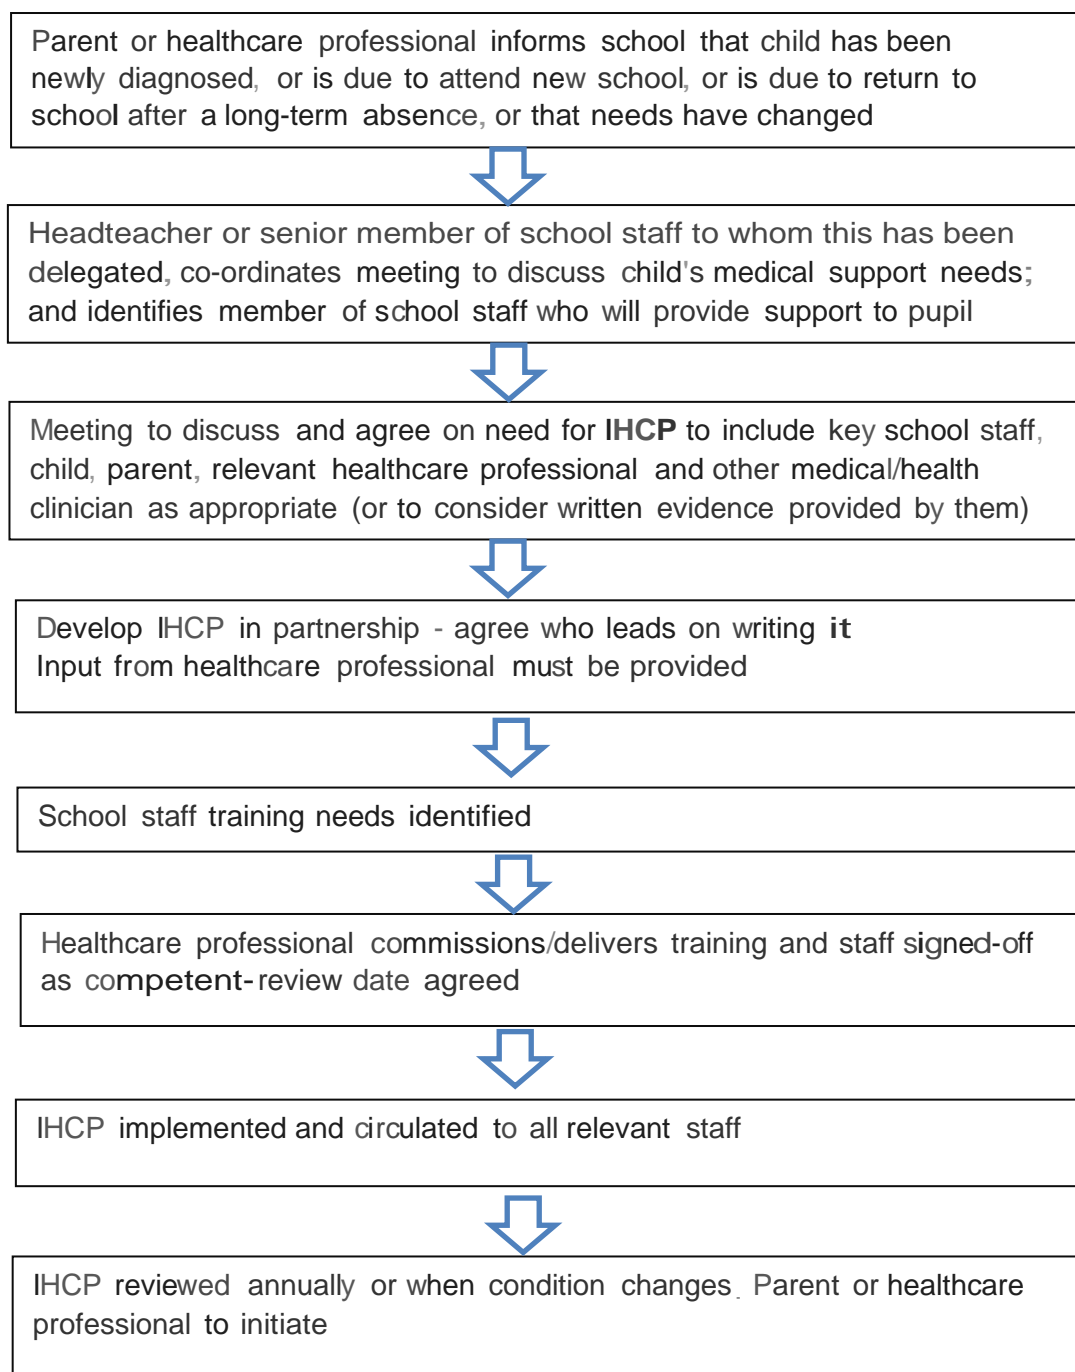 Parent or healthcare professional informs school that child has been
newly diagnosed, or is due to attend new school, or is due to return to
school after a long-term absence, or that needs have changed
Headteacher or senior member of school staff to whom this has been
delegated, co-ordinates meeting to discuss child's medical support needs;
and identifies member of school staff who will provide support to pupil
Meeting to discuss and agree on need for IHCP to include key school staff,
child, parent, relevant healthcare professional and other medical/health
clinician as appropriate (or to consider written evidence provided by them)
Develop IHCP in partnership - agree who leads on writing it
Input from healthcare professional must be provided
School staff training needs identified
Healthcare professional commissions/delivers training and staff signed-off
as competent- review date agreed
IHCP implemented and circulated to all relevant staff
IHCP reviewed annually or when condition changes. Parent or healthcare
professional to initiate